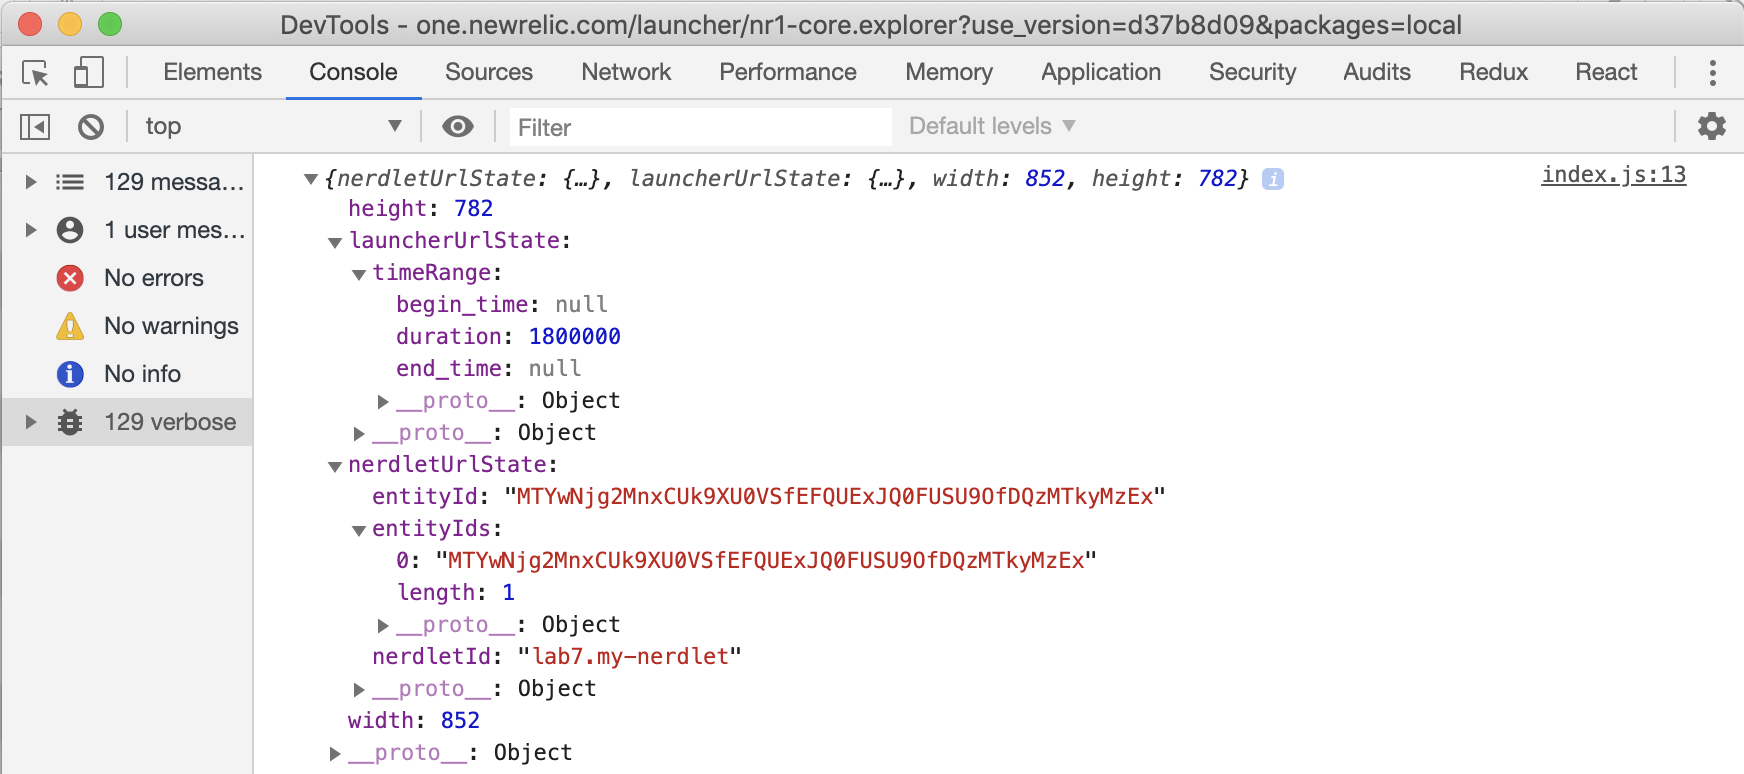 DevTools - one.newrelic.com/launcher/nr1-core.explorer?use_version=d37b8d09&packages=local
Elements Console Sources Network Performance Memory Application Security Audits Redux React
top Filter Default levels
129 messa...
1 user mes...
No errors
No warnings
No info
129 verbose
{nerdletUrlState: {…}, launcherUrlState: {…}, width: 852, height: 782} i index.js:13
height: 782
launcherUrlState:
timeRange:
begin_time: null
duration: 1800000
end_time: null
__proto__: Object
__proto__: Object
nerdletUrlState:
entityId: "MTYwNjg2MnxCUk9XU0VSfEFQUExJQ0FUSU9OfDQzMTkyMzEx"
entityIds:
0: "MTYwNjg2MnxCUk9XU0VSfEFQUExJQ0FUSU9OfDQzMTkyMzEx"
length: 1
__proto__: Object
nerdletId: "lab7.my-nerdlet"
__proto__: Object
width: 852
__proto__: Object